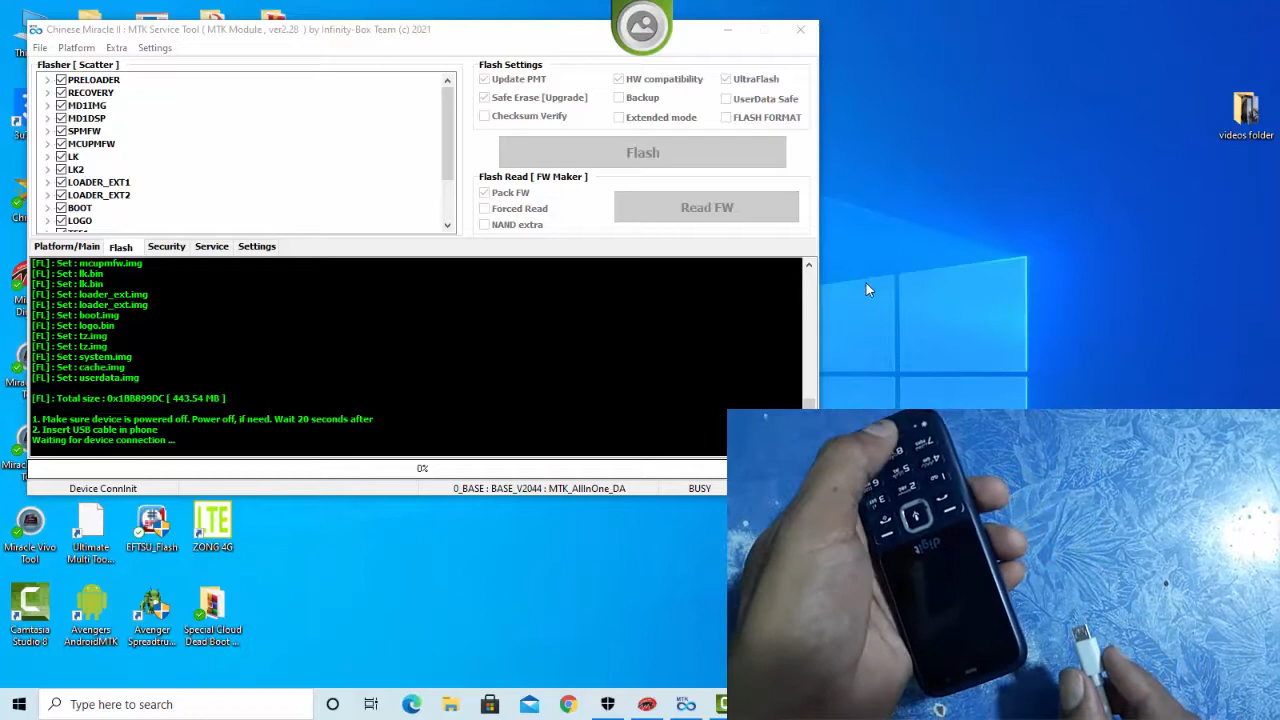 Chinese Miracle II : MTK Service Tool ( MTK Module , ver2.28 ) by Infinity-Box Team (c) 2021
File Platform Extra Settings
Flasher [ Scatter ]
PRELOADER
RECOVERY
MD1IMG
MD1DSP
SPMFW
MCUPMFW
LK
LK2
LOADER_EXT1
LOADER_EXT2
BOOT
LOGO
Flash Settings
Update PMT HW compatibility UltraFlash
Safe Erase [Upgrade] Backup UserData Safe
Checksum Verify Extended mode FLASH FORMAT
Flash
Flash Read [ FW Maker ]
Pack FW
Forced Read
NAND extra
Read FW
Platform/Main Flash Security Service Settings
[FL] : Set : mcupmfw.img
[FL] : Set : lk.bin
[FL] : Set : lk.bin
[FL] : Set : loader_ext.img
[FL] : Set : loader_ext.img
[FL] : Set : boot.img
[FL] : Set : logo.bin
[FL] : Set : tz.img
[FL] : Set : tz.img
[FL] : Set : system.img
[FL] : Set : cache.img
[FL] : Set : userdata.img
[FL] : Total size : 0x1BB899DC [ 443.54 MB ]
1. Make sure device is powered off. Power off, if need. Wait 20 seconds after
2. Insert USB cable in phone
Waiting for device connection ...
0%
Device ConnInit 0_BASE : BASE_V2044 : MTK_AllInOne_DA BUSY
videos folder
Miracle Vivo
Tool
Ultimate
Multi Too...
EFTSU_Flash
LTE
ZONG 4G
Camtasia
Studio 8
Avengers
AndroidMTK
Avenger
Spreadtru...
Special Cloud
Dead Boot ...
Type here to search
MTK
digit